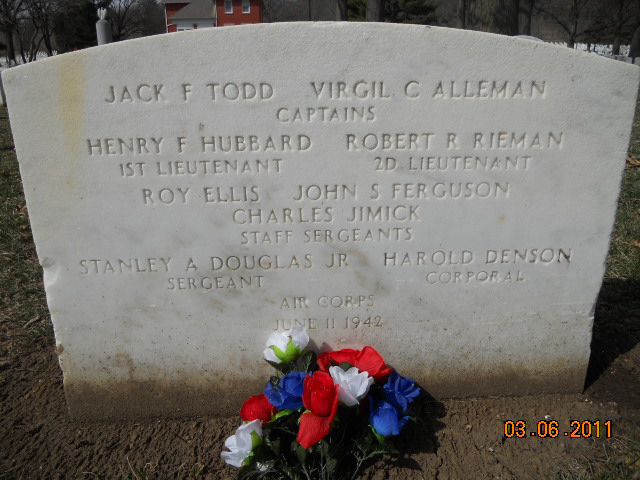 JACK F TODD VIRGIL C ALLEMAN
CAPTAINS
HENRY F HUBBARD ROBERT R RIEMAN
1ST LIEUTENANT 2D LIEUTENANT
ROY ELLIS JOHN S FERGUSON
CHARLES JIMICK
STAFF SERGEANTS
STANLEY A DOUGLAS JR HAROLD DENSON
SERGEANT CORPORAL
AIR CORPS
JUNE 11 1942
03.06.2011